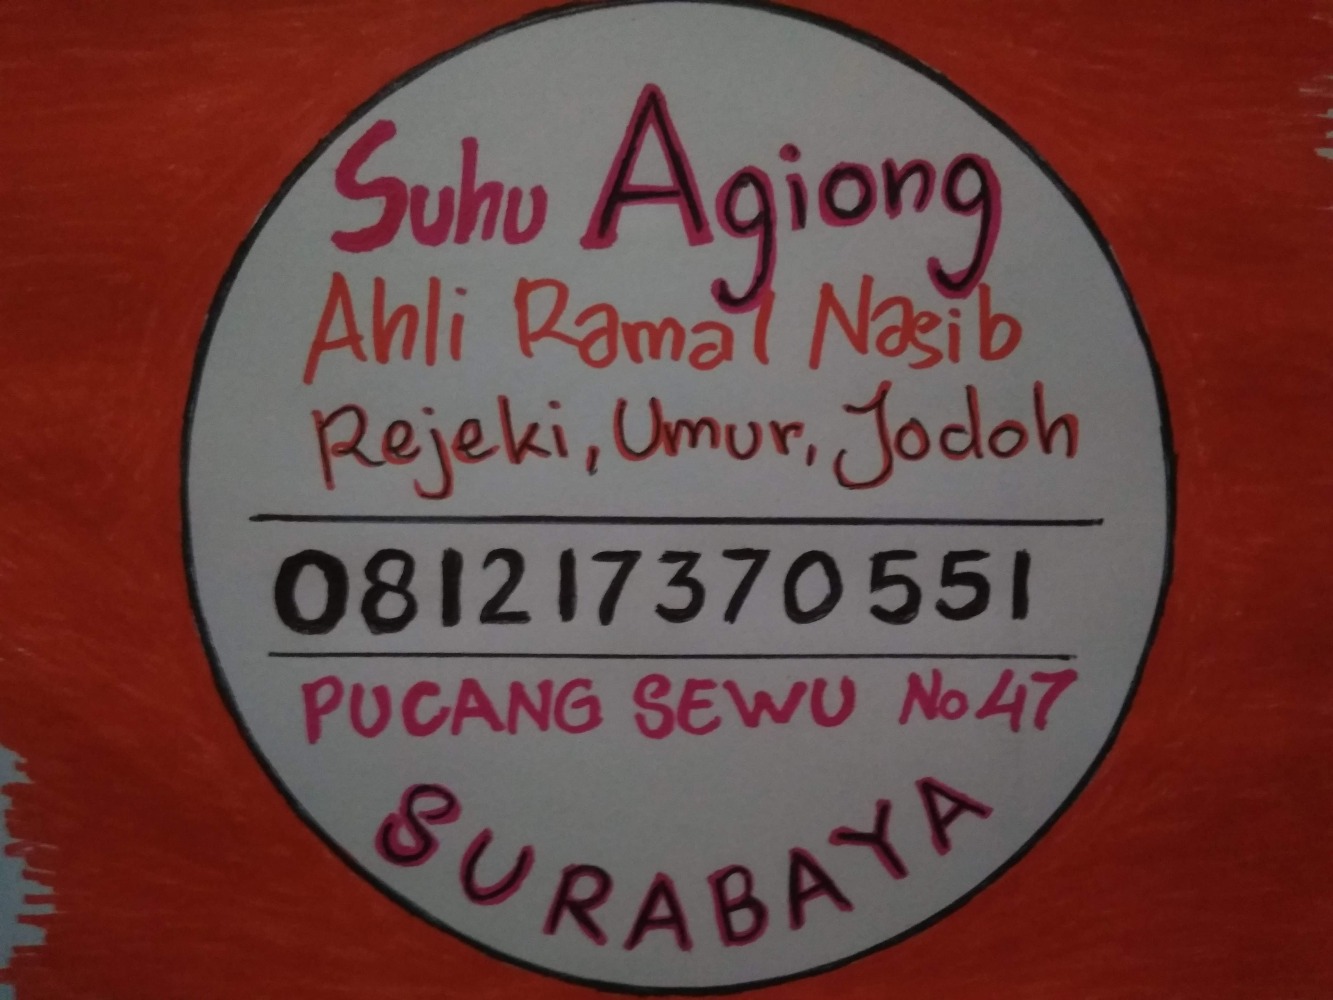 Suhu Agiong
Ahli Ramal Nasib
Rejeki, Umur, Jodoh
081217370551
PUCANG SEWU No 47
SURABAYA